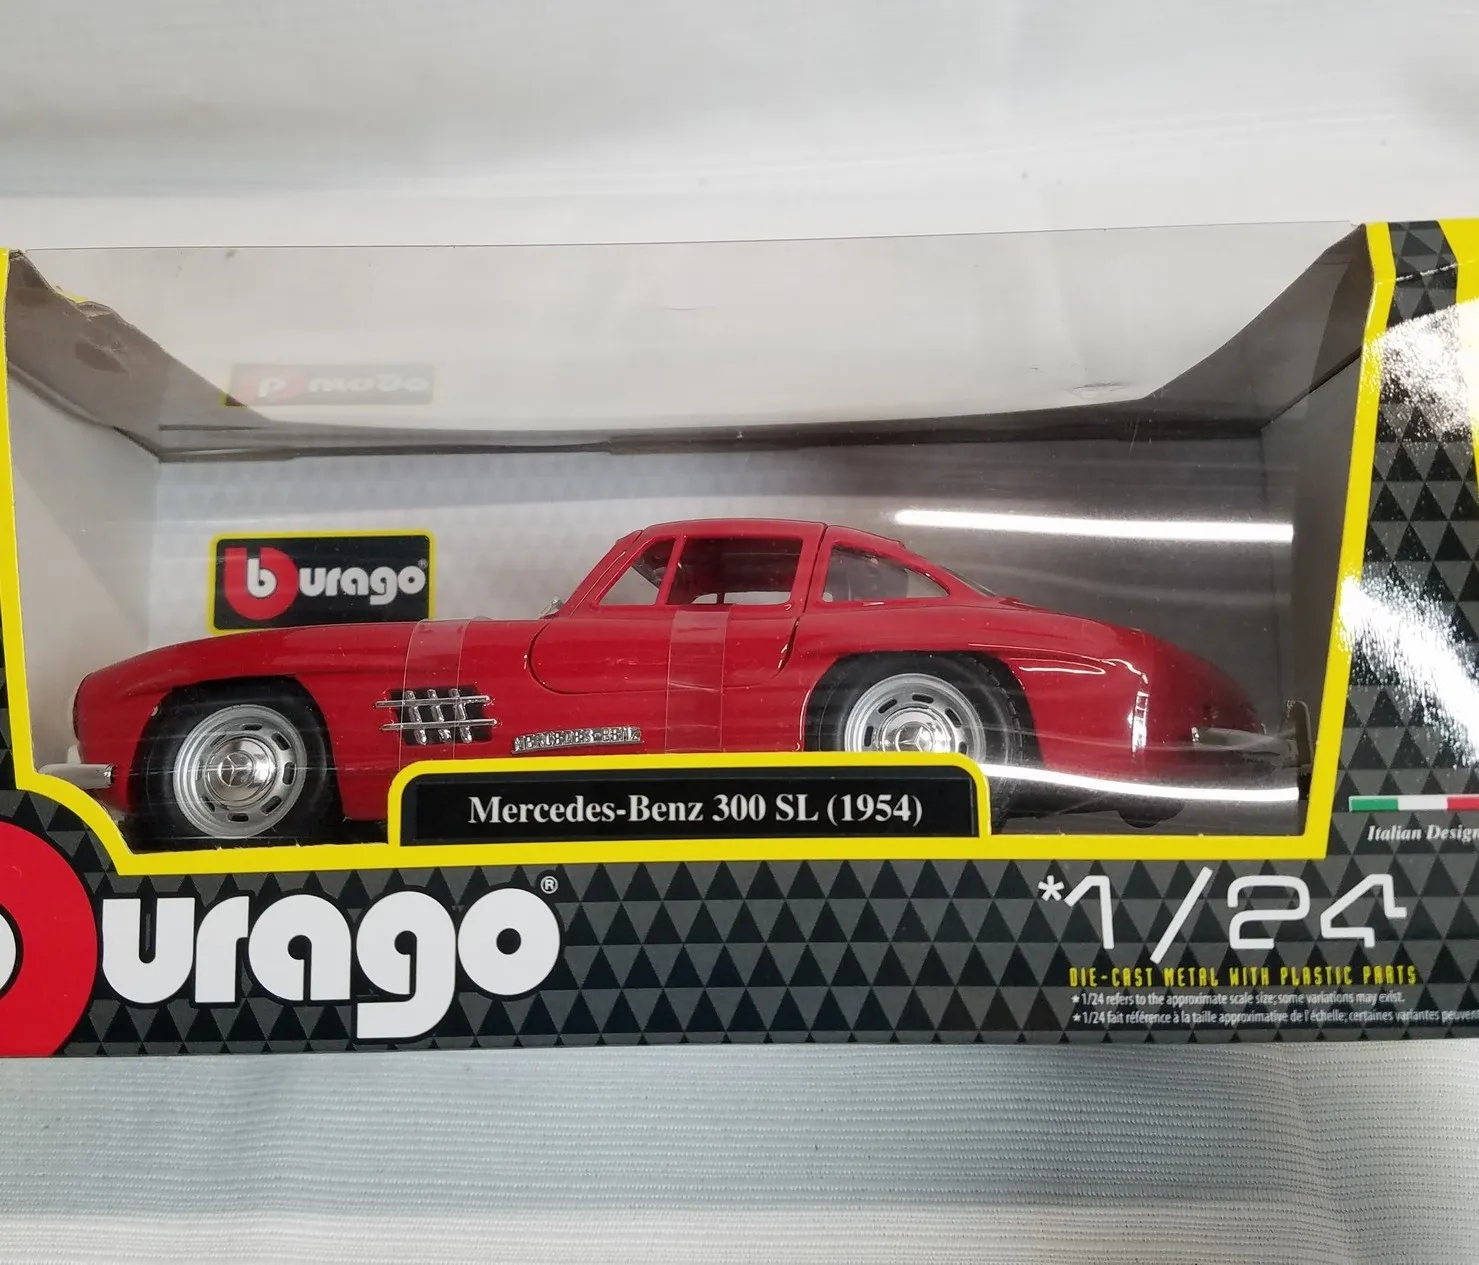 burago®
MERCEDES-BENZ
Mercedes-Benz 300 SL (1954)
Italian Design
burago®
*1/24
DIE-CAST METAL WITH PLASTIC PARTS
*1/24 refers to the approximate scale size; some variations may exist.
*1/24 fait référence à la taille approximative de l'échelle; certaines variantes peuvent